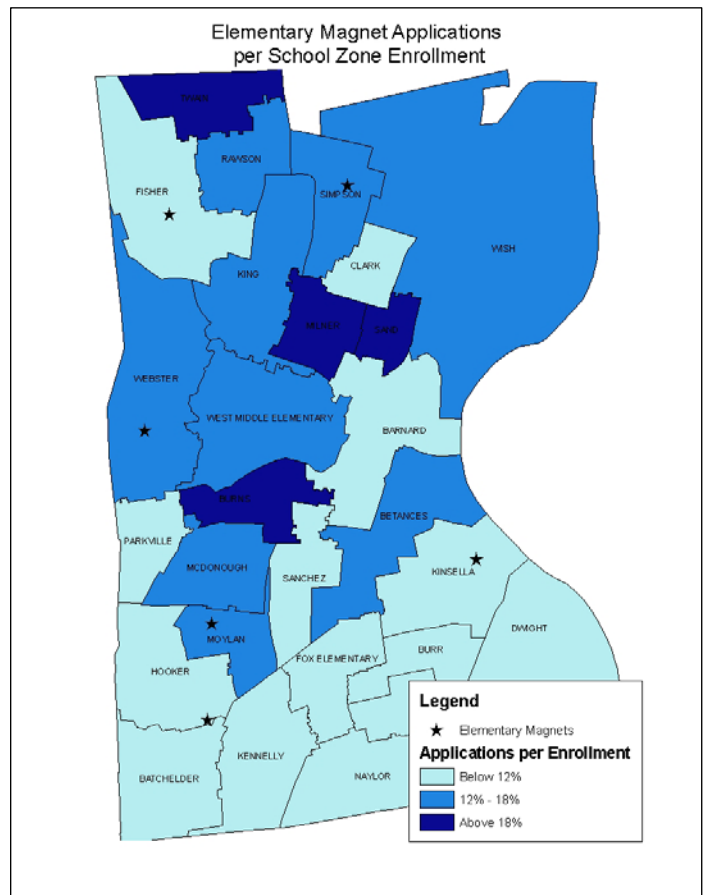 Elementary Magnet Applications
per School Zone Enrollment
TWAIN
RAWSON
FISHER
SIMPSON
WISH
CLARK
KING
MILNER
SAND
WEBSTER
WEST MIDDLE ELEMENTARY
BARNARD
BURNS
BETANCES
PARKVILLE
MCDONOUGH
SANCHEZ
KINSELLA
MOYLAN
DWIGHT
HOOKER
FOX ELEMENTARY
BURR
KENNELLY
BATCHELDER
NAYLOR
Legend
Elementary Magnets
Applications per Enrollment
Below 12%
12% - 18%
Above 18%